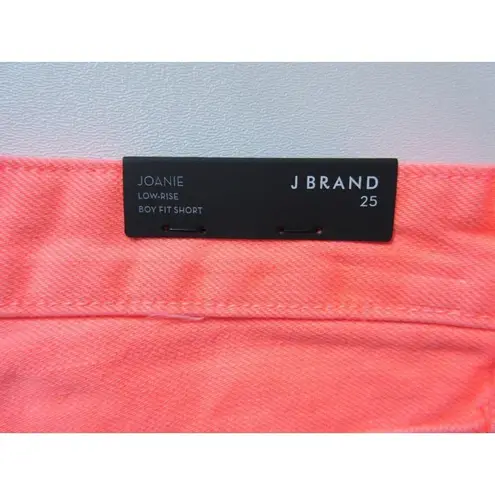 JOANIE
LOW-RISE
BOY FIT SHORT
J BRAND
25